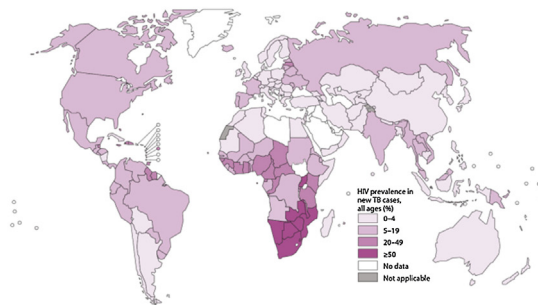 HIV prevalence in
new TB cases,
all ages (%)
0–4
5–19
20–49
≥50
No data
Not applicable